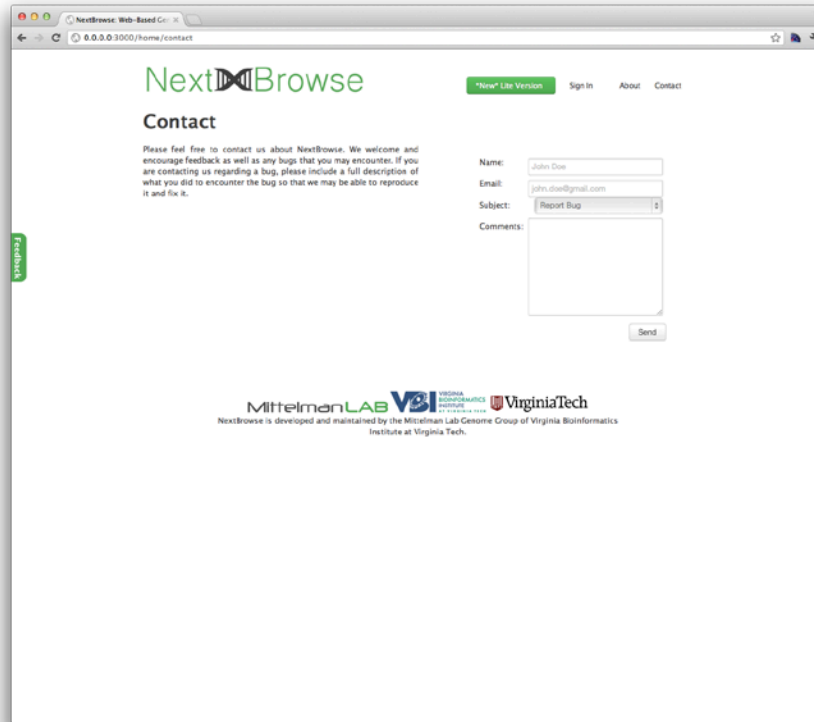 NextBrowse: Web-Based Ge
0.0.0.0:3000/home/contact
NextBrowse
*New* Lite Version
Sign In
About
Contact
Contact
Please feel free to contact us about NextBrowse. We welcome and
encourage feedback as well as any bugs that you may encounter. If you
are contacting us regarding a bug, please include a full description of
what you did to encounter the bug so that we may be able to reproduce
it and fix it.
Name:
John Doe
Email:
john.doe@gmail.com
Subject:
Report Bug
Comments:
Send
Feedback
MittelmanLAB
VBI
VIRGINIA
BIOINFORMATICS
INSTITUTE
AT VIRGINIA TECH
VirginiaTech
NextBrowse is developed and maintained by the Mittelman Lab Genome Group of Virginia Bioinformatics
Institute at Virginia Tech.